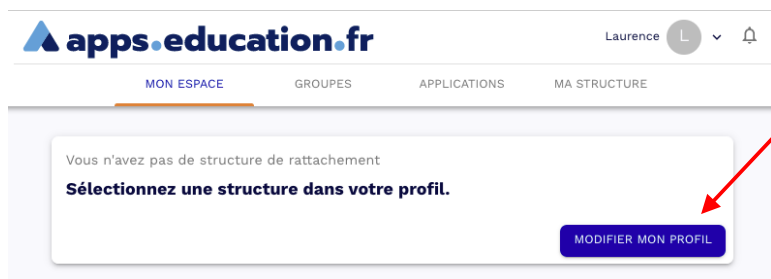 apps.education.fr
Laurence L
MON ESPACE GROUPES APPLICATIONS MA STRUCTURE
Vous n'avez pas de structure de rattachement
Sélectionnez une structure dans votre profil.
MODIFIER MON PROFIL